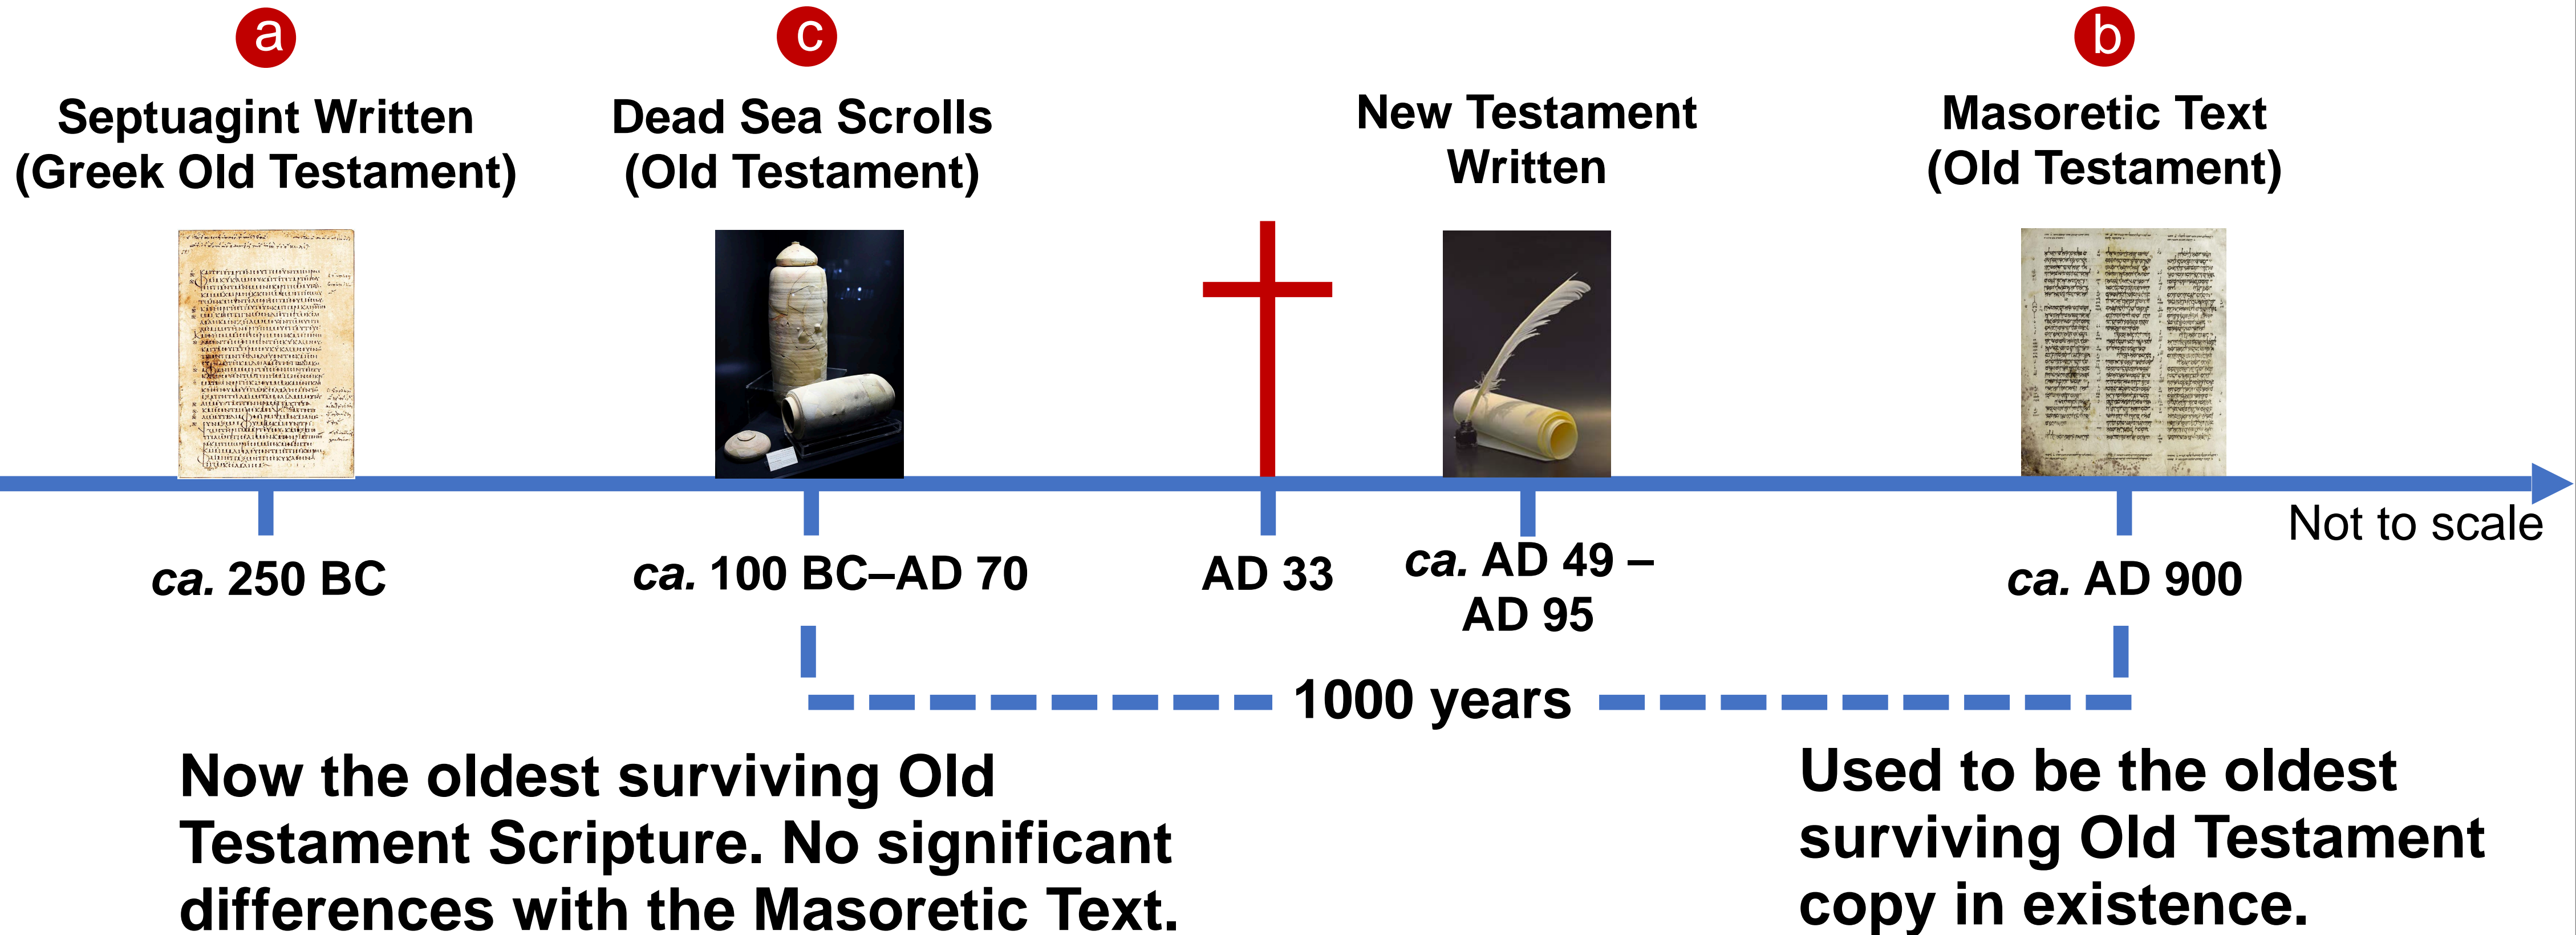 a
c
b
Septuagint Written
(Greek Old Testament)
Dead Sea Scrolls
(Old Testament)
New Testament
Written
Masoretic Text
(Old Testament)
Not to scale
ca. 250 BC
ca. 100 BC–AD 70
AD 33
ca. AD 49 –
AD 95
ca. AD 900
1000 years
Now the oldest surviving Old
Testament Scripture. No significant
differences with the Masoretic Text.
Used to be the oldest
surviving Old Testament
copy in existence.